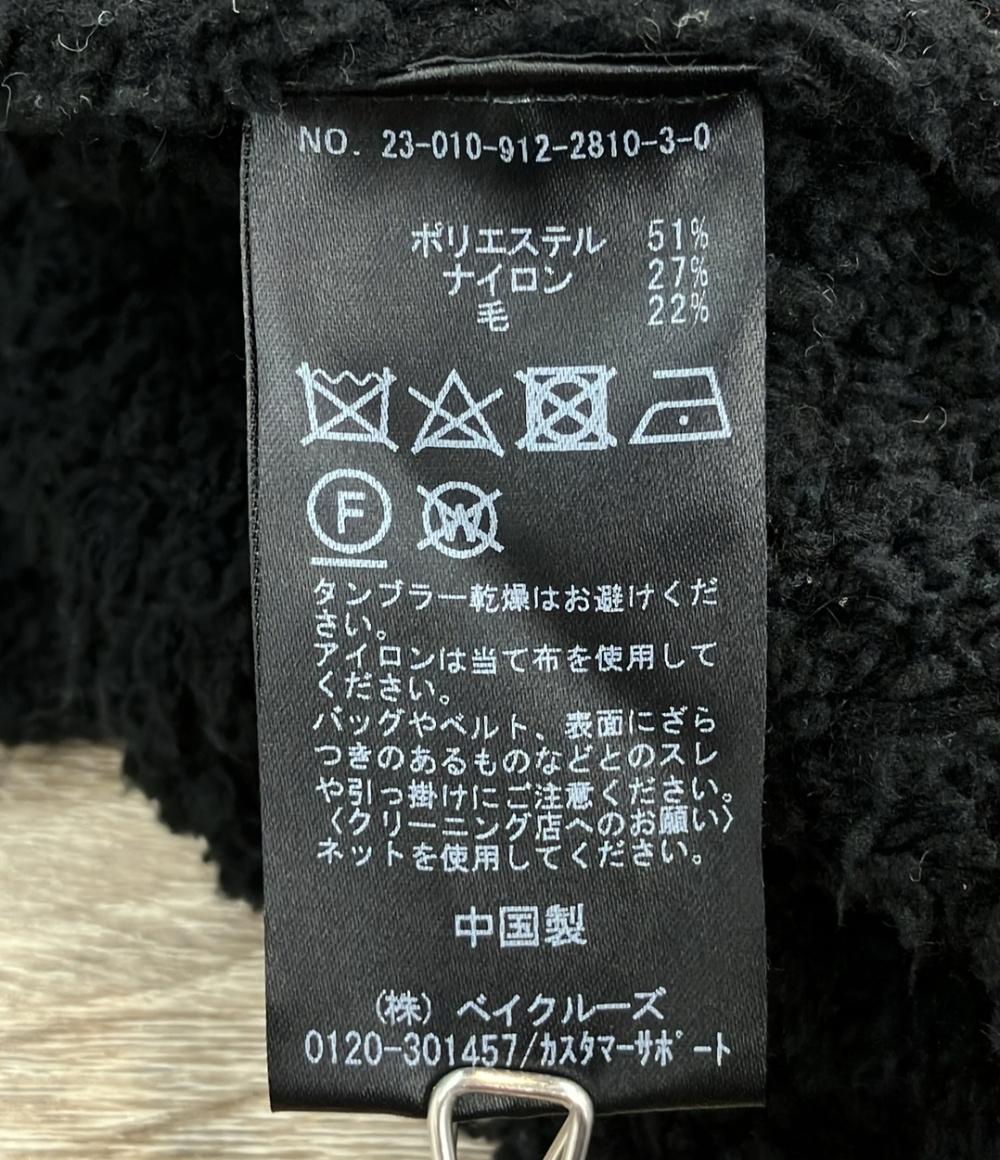 NO. 23-010-912-2810-3-0
ポリエステル 51%
ナイロン 27%
毛 22%
F W
タンブラー乾燥はお避けくだ
さい。
アイロンは当て布を使用して
ください。
バッグやベルト、表面にざら
つきのあるものなどとのスレ
や引っ掛けにご注意ください。
〈クリーニング店へのお願い〉
ネットを使用してください。
中国製
(株) ベイクルーズ
0120-301457/カスタマーサポート